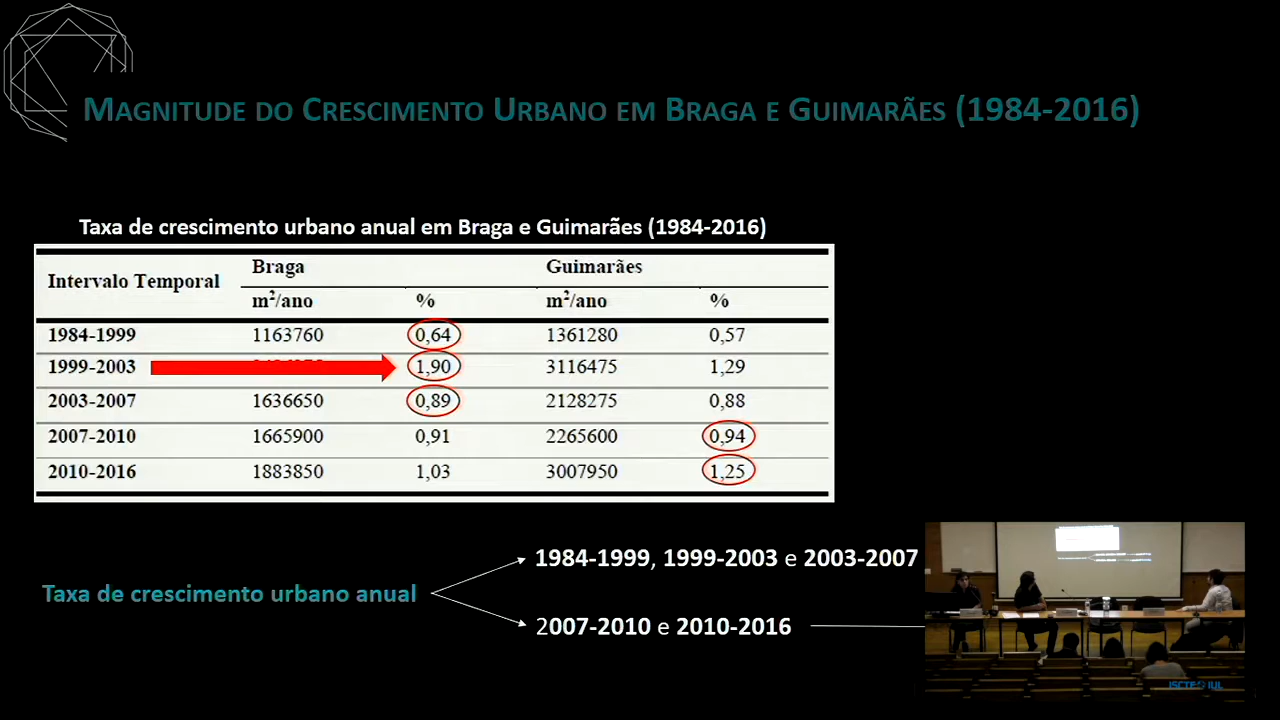 MAGNITUDE DO CRESCIMENTO URBANO EM BRAGA E GUIMARÃES (1984-2016)
Taxa de crescimento urbano anual em Braga e Guimarães (1984-2016)
Intervalo Temporal Braga Guimarães
m²/ano % m²/ano %
1984-1999 1163760 0,64 1361280 0,57
1999-2003 1,90 3116475 1,29
2003-2007 1636650 0,89 2128275 0,88
2007-2010 1665900 0,91 2265600 0,94
2010-2016 1883850 1,03 3007950 1,25
Taxa de crescimento urbano anual
1984-1999, 1999-2003 e 2003-2007
2007-2010 e 2010-2016
ISCTE IUL